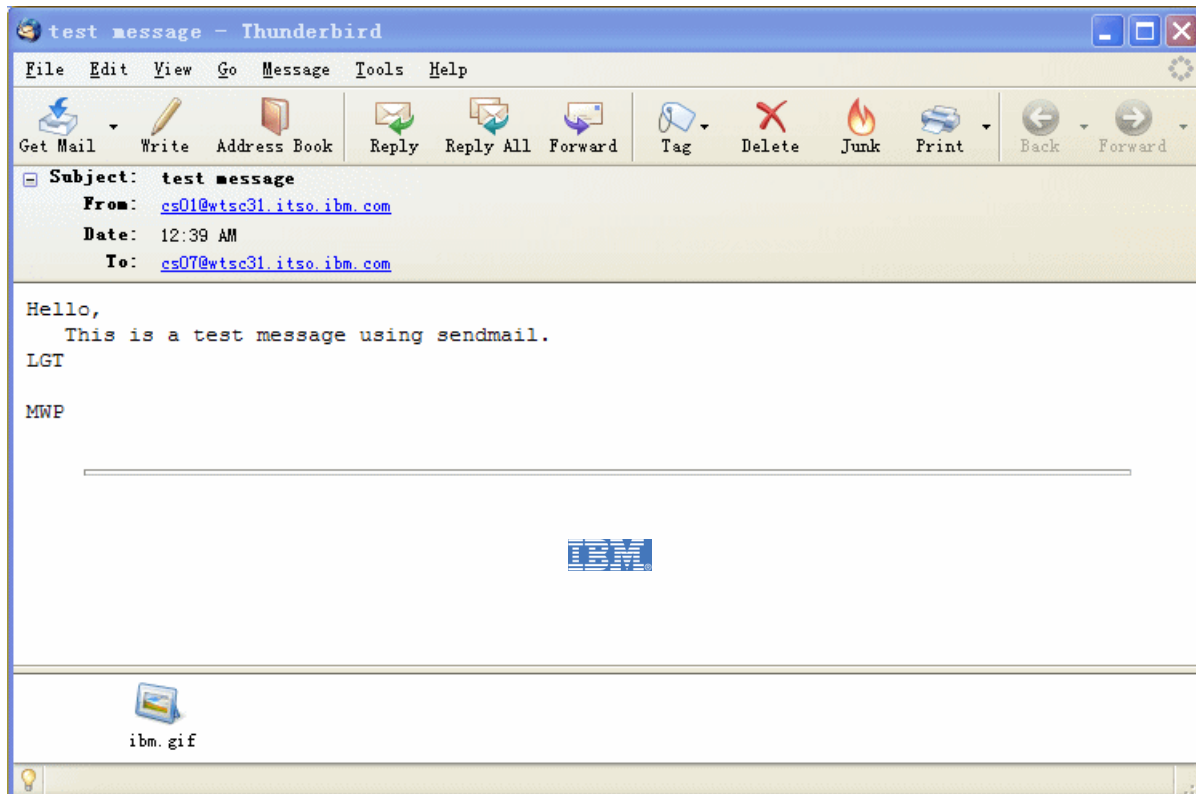 test message - Thunderbird
File Edit View Go Message Tools Help
Get Mail Write Address Book Reply Reply All Forward Tag Delete Junk Print Back Forward
Subject: test message
From: cs01@wtsc31.itso.ibm.com
Date: 12:39 AM
To: cs07@wtsc31.itso.ibm.com
Hello,
This is a test message using sendmail.
LGT
MWP
IBM®
ibm.gif